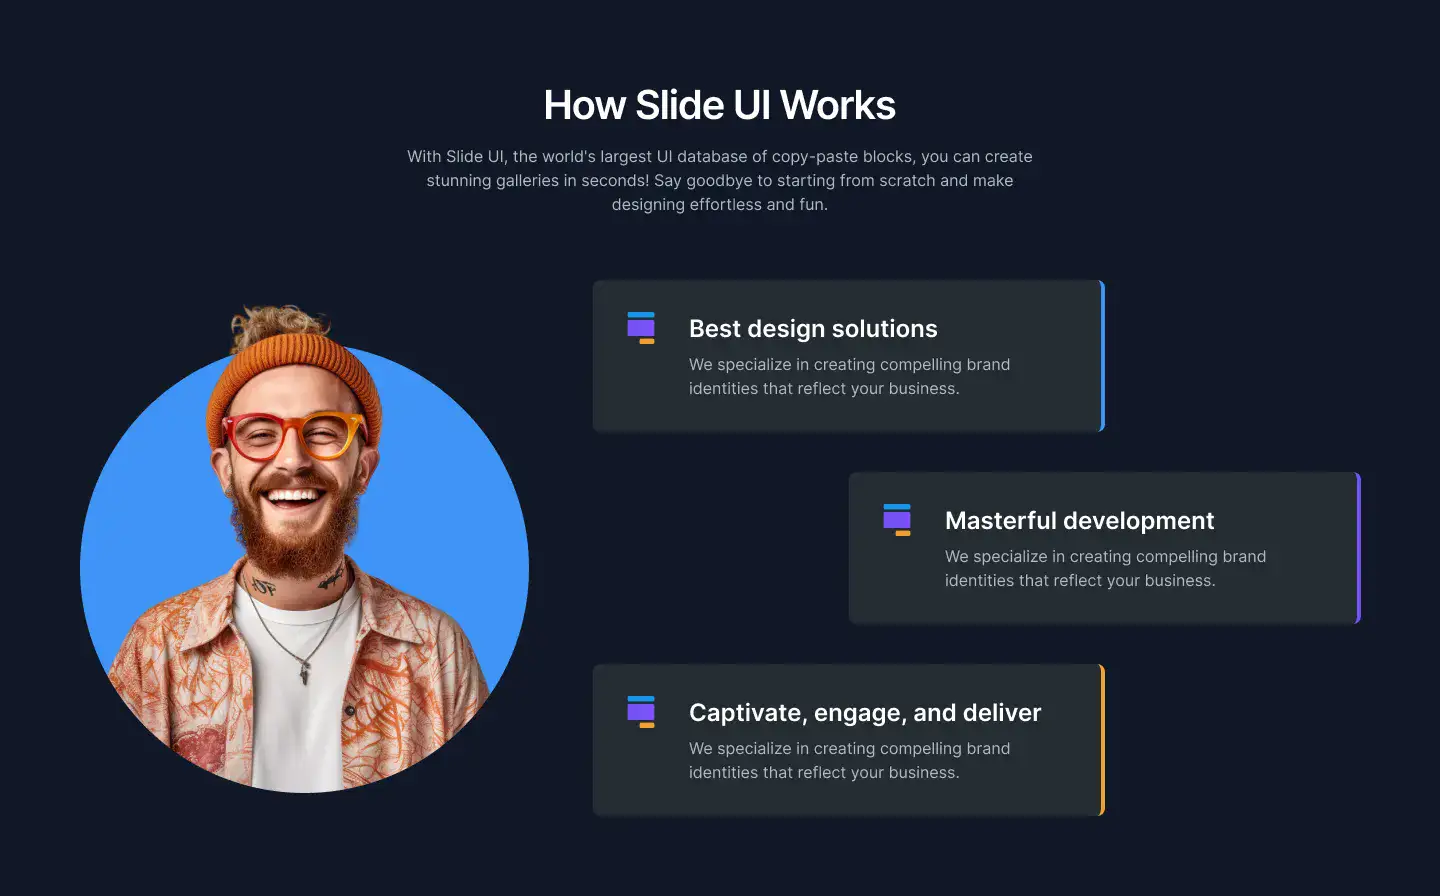 How Slide UI Works
With Slide UI, the world's largest UI database of copy-paste blocks, you can create
stunning galleries in seconds! Say goodbye to starting from scratch and make
designing effortless and fun.
Best design solutions
We specialize in creating compelling brand
identities that reflect your business.
Masterful development
We specialize in creating compelling brand
identities that reflect your business.
Captivate, engage, and deliver
We specialize in creating compelling brand
identities that reflect your business.